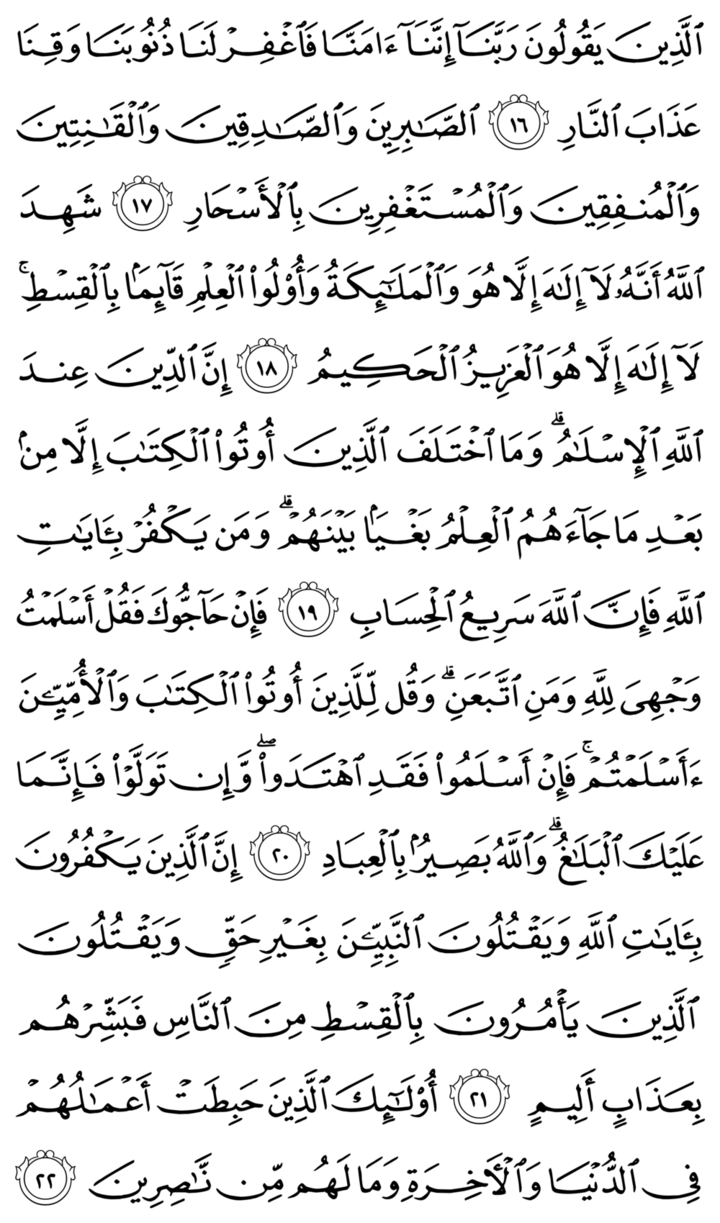 ٱلَّذِينَ يَقُولُونَ رَبَّنَآ إِنَّنَآ ءَامَنَّا فَٱغْفِرْ لَنَا ذُنُوبَنَا وَقِنَا
عَذَابَ ٱلنَّارِ ١٦ ٱلصَّٰبِرِينَ وَٱلصَّٰدِقِينَ وَٱلْقَٰنِتِينَ
وَٱلْمُنفِقِينَ وَٱلْمُسْتَغْفِرِينَ بِٱلْأَسْحَارِ ١٧ شَهِدَ
ٱللَّهُ أَنَّهُۥ لَآ إِلَٰهَ إِلَّا هُوَ وَٱلْمَلَٰٓئِكَةُ وَأُو۟لُوا۟ ٱلْعِلْمِ قَآئِمَۢا بِٱلْقِسْطِ ۚ
لَآ إِلَٰهَ إِلَّا هُوَ ٱلْعَزِيزُ ٱلْحَكِيمُ ١٨ إِنَّ ٱلدِّينَ عِندَ
ٱللَّهِ ٱلْإِسْلَٰمُ ۗ وَمَا ٱخْتَلَفَ ٱلَّذِينَ أُوتُوا۟ ٱلْكِتَٰبَ إِلَّا مِنۢ
بَعْدِ مَا جَآءَهُمُ ٱلْعِلْمُ بَغْيَۢا بَيْنَهُمْ ۗ وَمَن يَكْفُرْ بِـَٔايَٰتِ
ٱللَّهِ فَإِنَّ ٱللَّهَ سَرِيعُ ٱلْحِسَابِ ١٩ فَإِنْ حَآجُّوكَ فَقُلْ أَسْلَمْتُ
وَجْهِىَ لِلَّهِ وَمَنِ ٱتَّبَعَنِ ۗ وَقُل لِّلَّذِينَ أُوتُوا۟ ٱلْكِتَٰبَ وَٱلْأُمِّيِّـۧنَ
ءَأَسْلَمْتُمْ ۚ فَإِنْ أَسْلَمُوا۟ فَقَدِ ٱهْتَدَوا۟ ۖ وَّإِن تَوَلَّوْا۟ فَإِنَّمَا
عَلَيْكَ ٱلْبَلَٰغُ ۗ وَٱللَّهُ بَصِيرٌۢ بِٱلْعِبَادِ ٢٠ إِنَّ ٱلَّذِينَ يَكْفُرُونَ
بِـَٔايَٰتِ ٱللَّهِ وَيَقْتُلُونَ ٱلنَّبِيِّـۧنَ بِغَيْرِ حَقٍّ وَيَقْتُلُونَ
ٱلَّذِينَ يَأْمُرُونَ بِٱلْقِسْطِ مِنَ ٱلنَّاسِ فَبَشِّرْهُم
بِعَذَابٍ أَلِيمٍ ٢١ أُو۟لَٰٓئِكَ ٱلَّذِينَ حَبِطَتْ أَعْمَٰلُهُمْ
فِى ٱلدُّنْيَا وَٱلْـَٔاخِرَةِ وَمَا لَهُم مِّن نَّٰصِرِينَ ٢٢